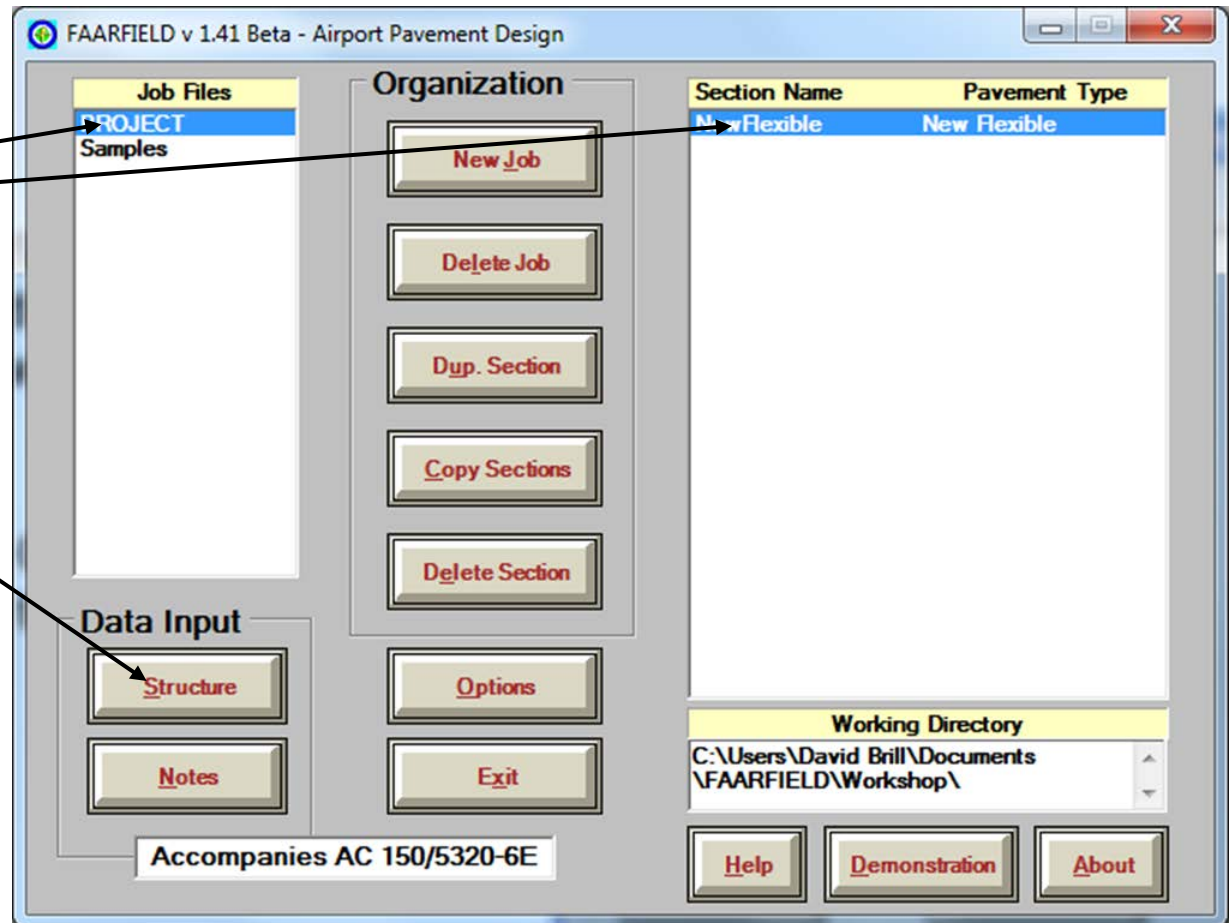 FAARFIELD v 1.41 Beta - Airport Pavement Design
Job Files
PROJECT
Samples
Organization
New Job
Delete Job
Dup. Section
Copy Sections
Delete Section
Section Name Pavement Type
NewFlexible New Flexible
Data Input
Structure
Notes
Options
Exit
Working Directory
C:\Users\David Brill\Documents
\FAARFIELD\Workshop\
Accompanies AC 150/5320-6E
Help
Demonstration
About